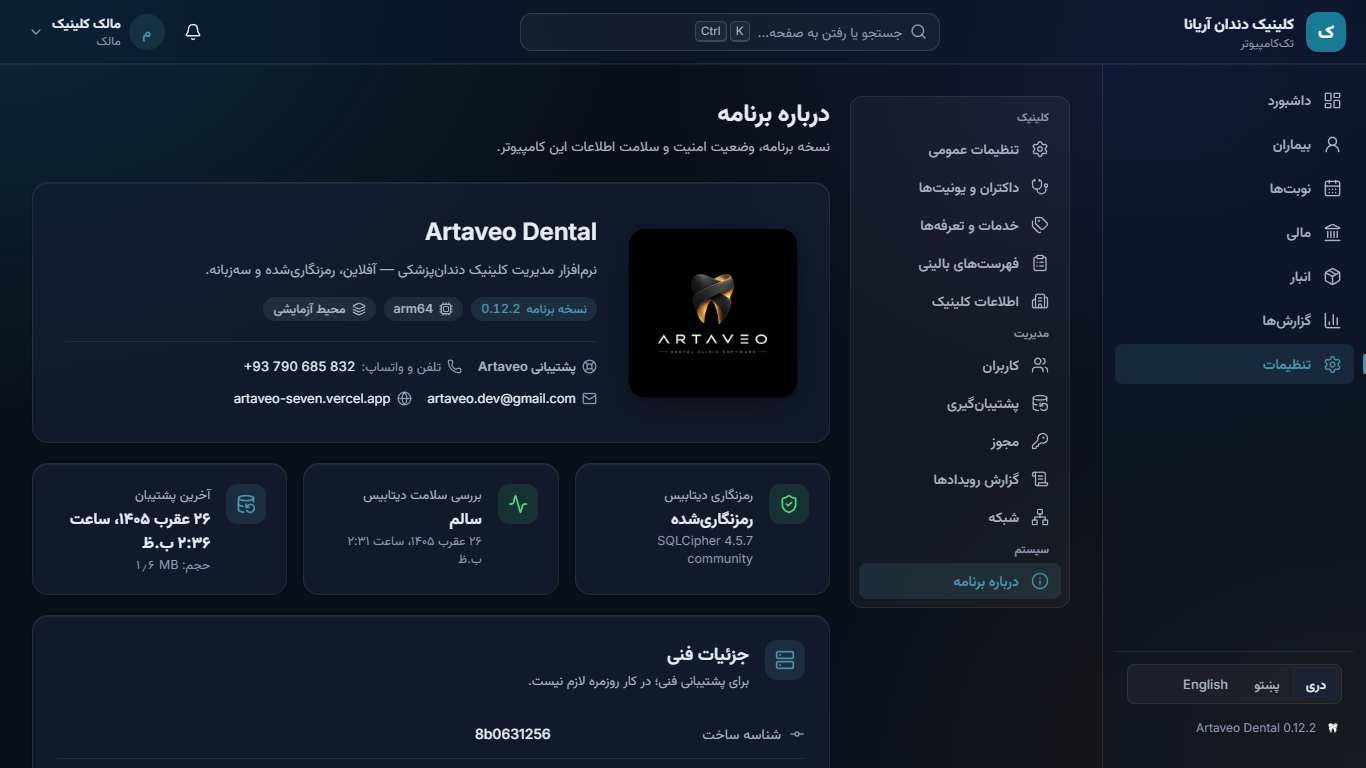 کلینیک دندان آریانا
تک‌کامپیوتر
ک
جستجو یا رفتن به صفحه...
Ctrl K
مالک کلینیک
مالک
م
داشبورد
بیماران
نوبت‌ها
مالی
انبار
گزارش‌ها
تنظیمات
دری
پښتو
English
Artaveo Dental 0.12.2
کلینیک
تنظیمات عمومی
داکتران و یونیت‌ها
خدمات و تعرفه‌ها
فهرست‌های بالینی
اطلاعات کلینیک
مدیریت
کاربران
پشتیبان‌گیری
مجوز
گزارش رویدادها
شبکه
سیستم
درباره برنامه
درباره برنامه
نسخه برنامه، وضعیت امنیت و سلامت اطلاعات این کامپیوتر.
ARTAVEO
DENTAL CLINIC SOFTWARE
Artaveo Dental
نرم‌افزار مدیریت کلینیک دندان‌پزشکی — آفلاین، رمزنگاری‌شده و سه‌زبانه.
نسخه برنامه 0.12.2
arm64
محیط آزمایشی
پشتیبانی Artaveo
تلفن و واتساپ: +93 790 685 832
artaveo.dev@gmail.com
artaveo-seven.vercel.app
رمزنگاری دیتابیس
رمزنگاری‌شده
SQLCipher 4.5.7
community
بررسی سلامت دیتابیس
سالم
۲۶ عقرب ۱۴۰۵، ساعت ۲:۳۱
ب.ظ
آخرین پشتیبان
۲۶ عقرب ۱۴۰۵، ساعت
۲:۳۶ ب.ظ
حجم: ۱٫۶ MB
جزئیات فنی
برای پشتیبانی فنی؛ در کار روزمره لازم نیست.
شناسه ساخت
8b0631256